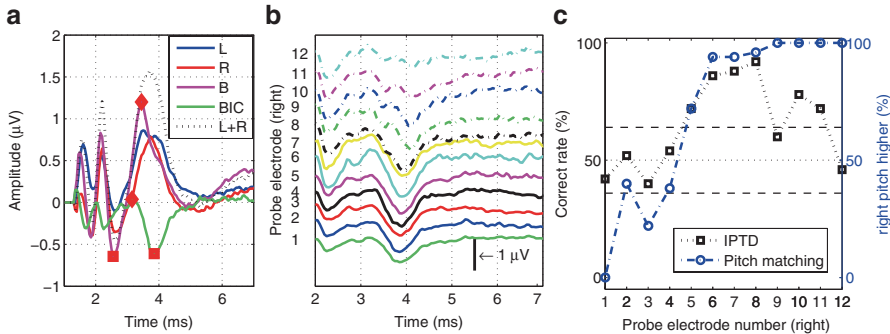 a
Amplitude (μV)
2
1.5
1
0.5
0
−0.5
−1
2
4
6
Time (ms)
L
R
B
BIC
L+R
b
Probe electrode (right)
12
11
10
9
8
7
6
5
4
3
2
1
←1 μV
2
3
4
5
6
7
Time (ms)
c
Correct rate (%)
100
50
0
100
50
0
right pitch higher (%)
IPTD
Pitch matching
1 2 3 4 5 6 7 8 9 10 11 12
Probe electrode number (right)